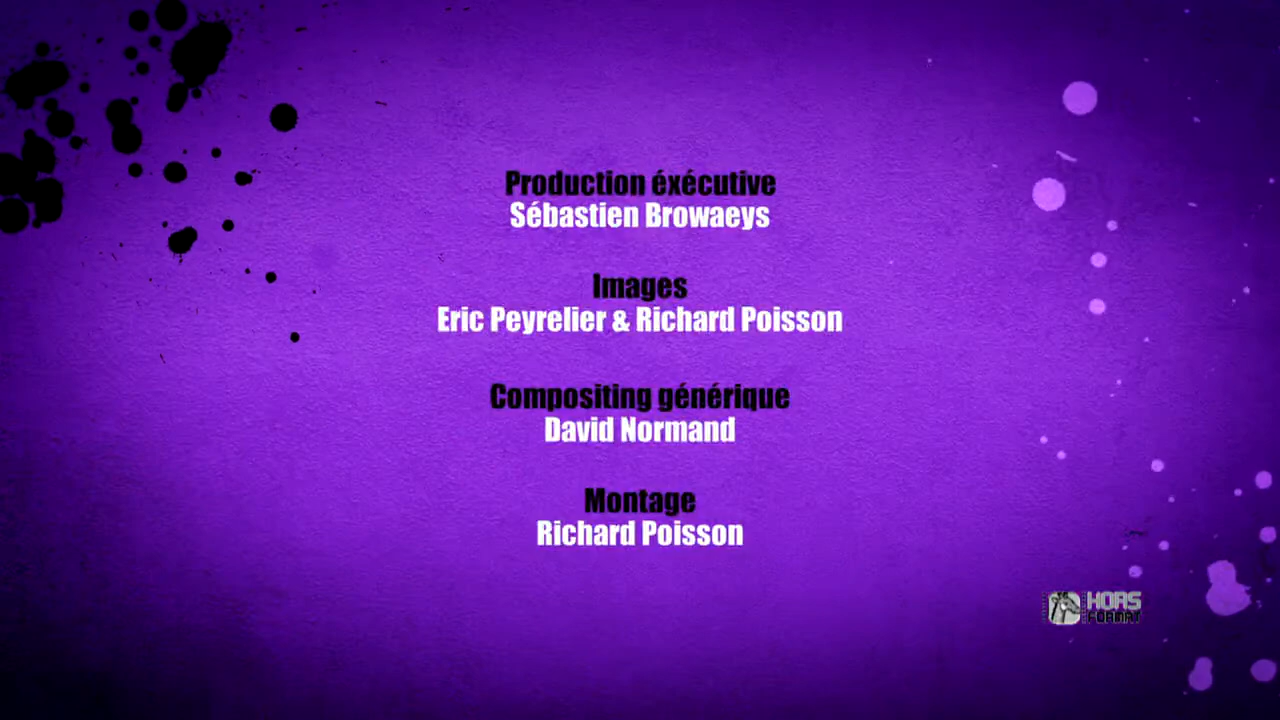 Production éxécutive
Sébastien Browaeys
Images
Eric Peyrelier & Richard Poisson
Compositing générique
David Normand
Montage
Richard Poisson
HORS
FORMAT